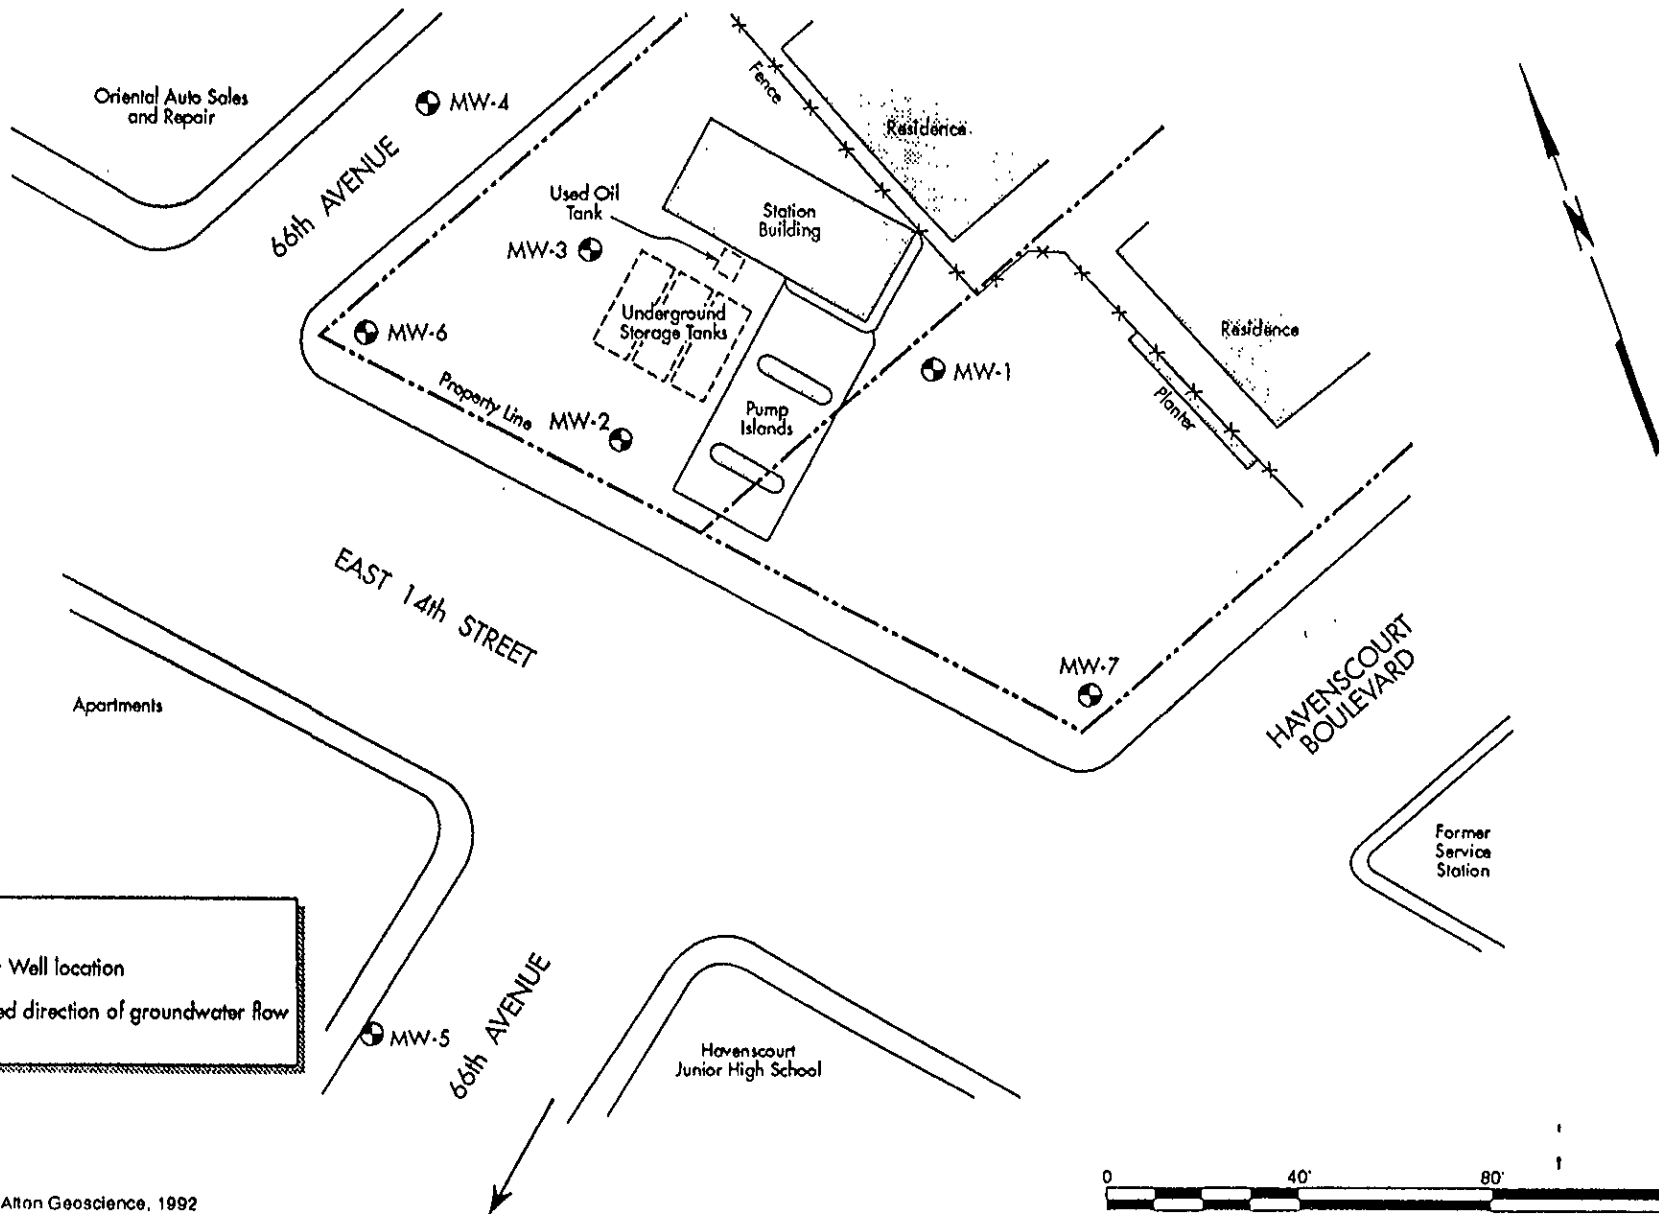 Oriental Auto Sales
and Repair
MW-4
66th AVENUE
Fence
Residence
Used Oil
Tank
Station
Building
MW-3
Underground
Storage Tanks
MW-6
Property Line
MW-2
Pump
Islands
MW-1
Residence
Planter
N
EAST 14th STREET
MW-7
HAVENSCOURT
BOULEVARD
Apartments
Former
Service
Station
Well location
ed direction of groundwater flow
MW-5
66th AVENUE
Havenscourt
Junior High School
0 40' 80'
Alton Geoscience, 1992